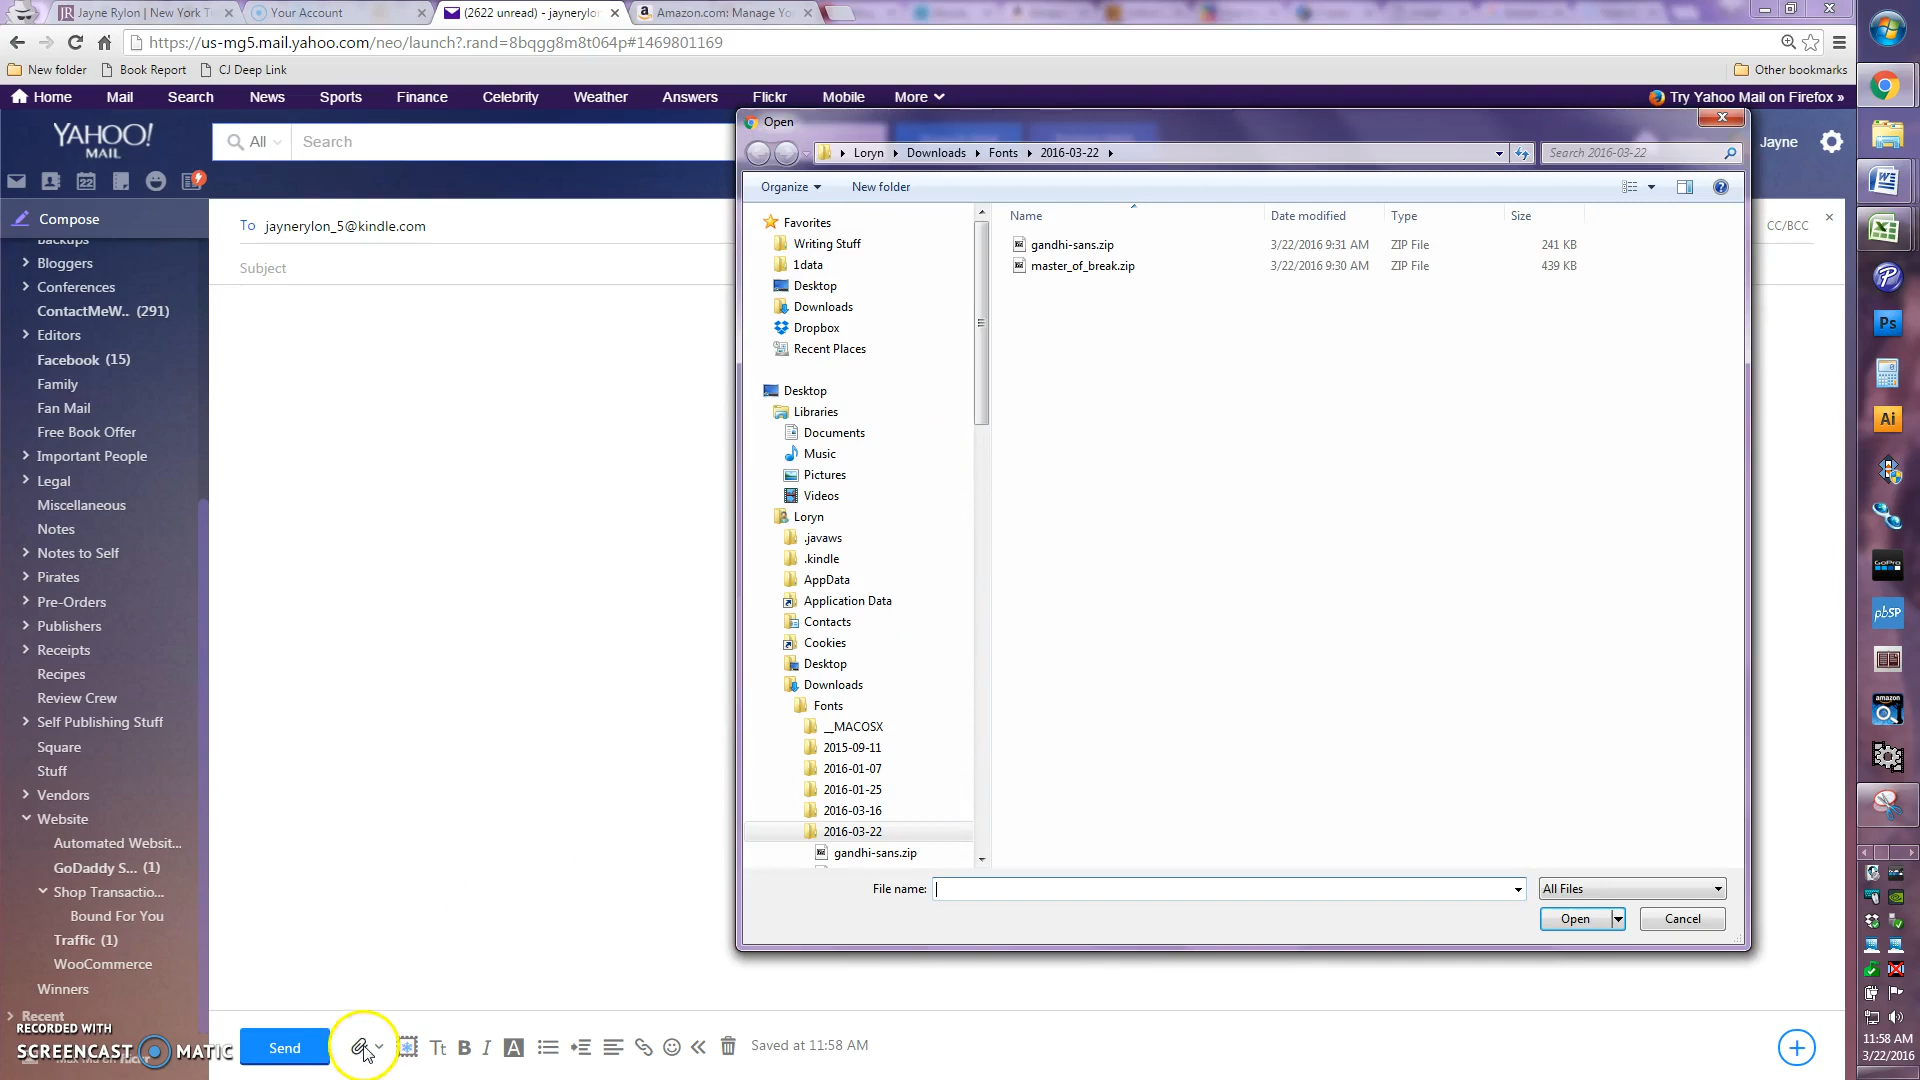 Jayne Rylon | New York Ti
Your Account
(2622 unread) - jaynerylon
Amazon.com: Manage Yo
https://us-mg5.mail.yahoo.com/neo/launch?.rand=8bqgg8m8t064p#1469801169
New folder
Book Report
CJ Deep Link
Other bookmarks
Home
Mail
Search
News
Sports
Finance
Celebrity
Weather
Answers
Flickr
Mobile
More
Try Yahoo Mail on Firefox »
YAHOO!
MAIL
All
Search
Jayne
22
Compose
Backups
Bloggers
Conferences
ContactMeW... (291)
Editors
Facebook (15)
Family
Fan Mail
Free Book Offer
Important People
Legal
Miscellaneous
Notes
Notes to Self
Pirates
Pre-Orders
Publishers
Receipts
Recipes
Review Crew
Self Publishing Stuff
Square
Stuff
Vendors
Website
Automated Websit...
GoDaddy S... (1)
Shop Transactio...
Bound For You
Traffic (1)
WooCommerce
Winners
Recent
RECORDED WITH
SCREENCAST MATIC
To jaynerylon_5@kindle.com
CC/BCC
Subject
Open
Loryn
Downloads
Fonts
2016-03-22
Search 2016-03-22
Organize
New folder
Favorites
Writing Stuff
1data
Desktop
Downloads
Dropbox
Recent Places
Desktop
Libraries
Documents
Music
Pictures
Videos
Loryn
.javaws
.kindle
AppData
Application Data
Contacts
Cookies
Desktop
Downloads
Fonts
__MACOSX
2015-09-11
2016-01-07
2016-01-25
2016-03-16
2016-03-22
gandhi-sans.zip
Name Date modified Type Size
gandhi-sans.zip 3/22/2016 9:31 AM ZIP File 241 KB
master_of_break.zip 3/22/2016 9:30 AM ZIP File 439 KB
File name:
All Files
Open
Cancel
Send
Tt B I A
Saved at 11:58 AM
Ps
Ai
GoPro
pbSP
amazon
11:58 AM
3/22/2016